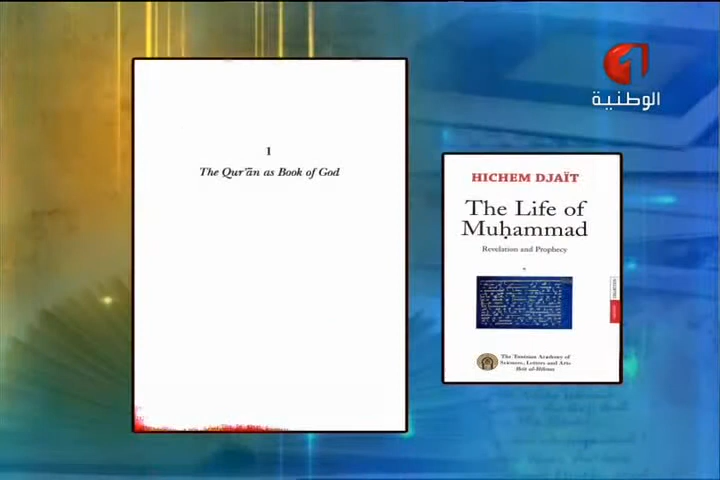 1
The Qur'ān as Book of God
1
الوطنية
HICHEM DJAÏT
The Life of
Muḥammad
Revelation and Prophecy
The Tunisian Academy of
Sciences, Letters and Arts
Beït al-Hikma